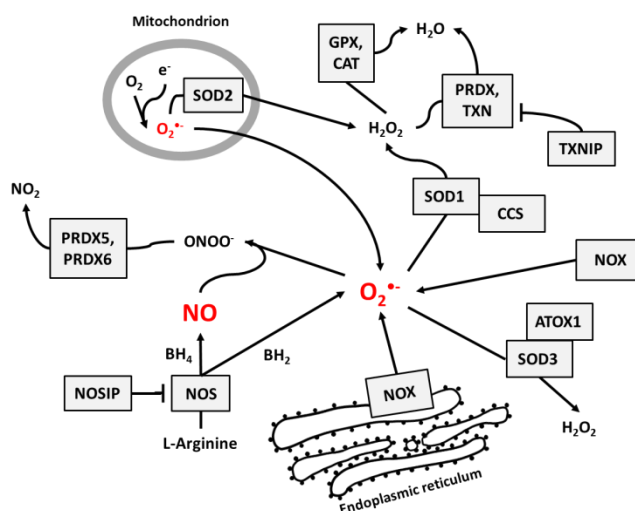 Mitochondrion
O₂
e⁻
SOD2
O₂•-
GPX,
CAT
H₂O
PRDX,
TXN
H₂O₂
TXNIP
SOD1
CCS
NO₂
PRDX5,
PRDX6
ONOO⁻
NOX
NO
O₂•-
ATOX1
SOD3
BH₄
BH₂
NOSIP
NOS
NOX
H₂O₂
L-Arginine
Endoplasmic reticulum